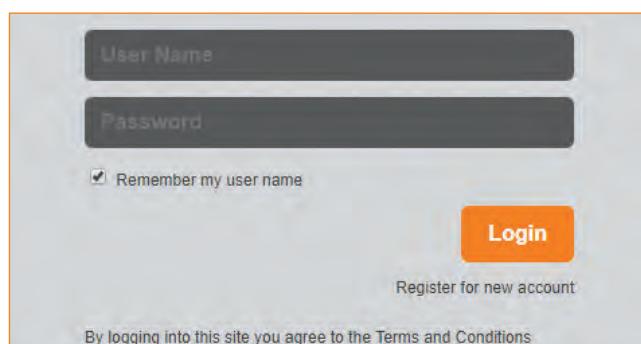 User Name
Password
Remember my user name
Login
Register for new account
By logging into this site you agree to the Terms and Conditions